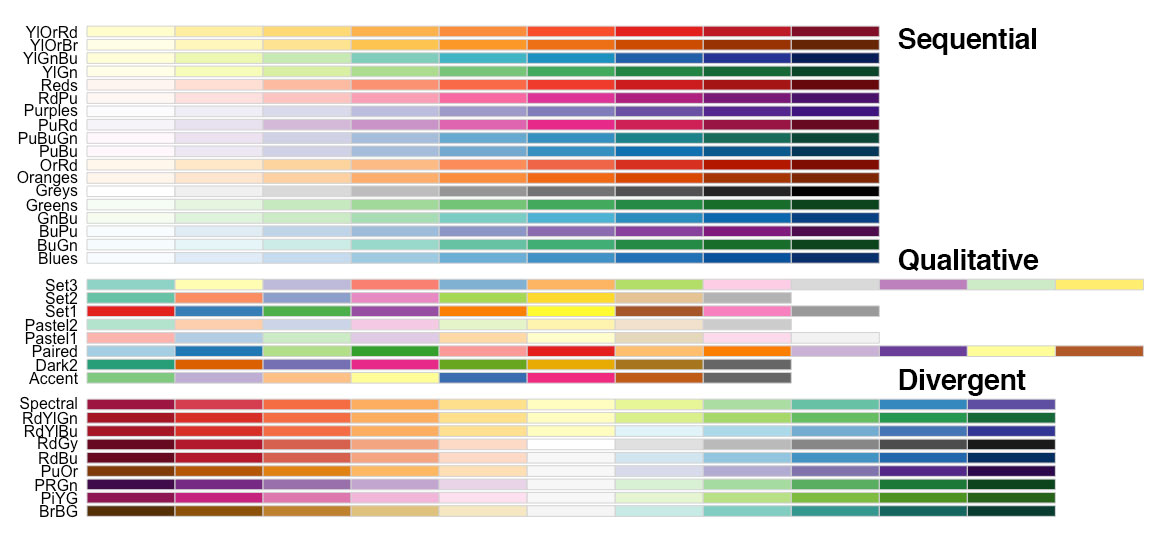 YlOrRd
Sequential
YlOrBr
YlGnBu
YlGn
Reds
RdPu
Purples
PuRd
PuBuGn
PuBu
OrRd
Oranges
Greys
Greens
GnBu
BuPu
BuGn
Blues
Qualitative
Set3
Set2
Set1
Pastel2
Pastel1
Paired
Dark2
Accent
Divergent
Spectral
RdYlGn
RdYlBu
RdGy
RdBu
PuOr
PRGn
PiYG
BrBG